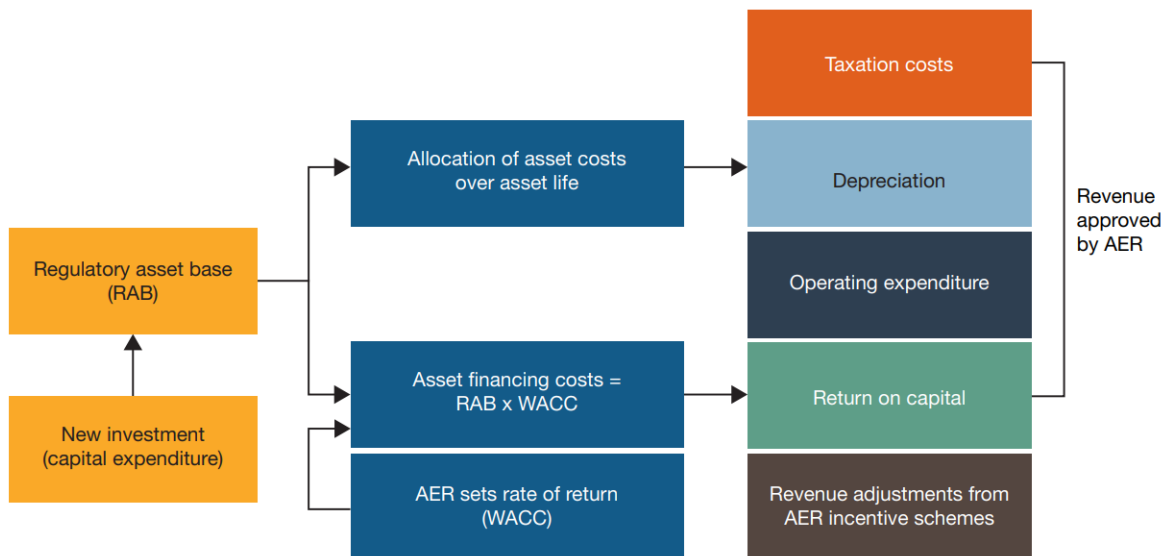 Taxation costs
Allocation of asset costs
over asset life
Depreciation
Revenue
approved
by AER
Regulatory asset base
(RAB)
Operating expenditure
Asset financing costs =
RAB x WACC
Return on capital
New investment
(capital expenditure)
AER sets rate of return
(WACC)
Revenue adjustments from
AER incentive schemes